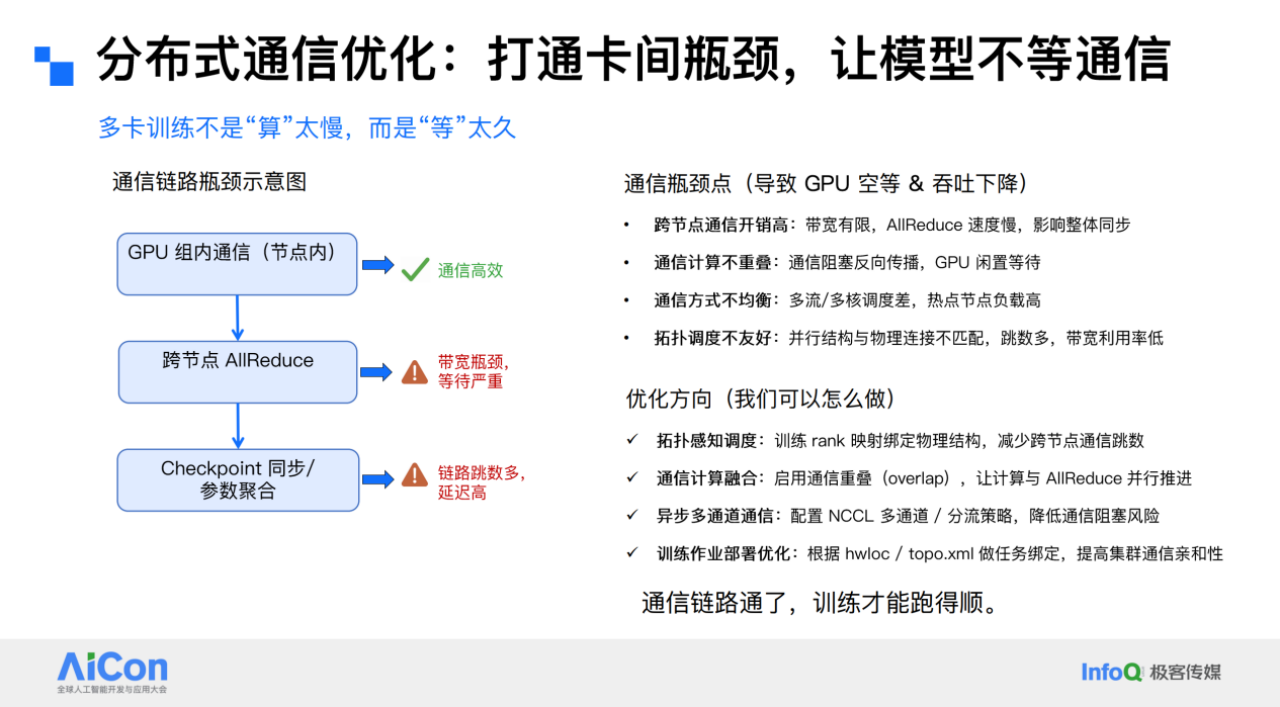 分布式通信优化：打通卡间瓶颈，让模型不等通信
多卡训练不是“算”太慢，而是“等”太久
通信链路瓶颈示意图
GPU 组内通信（节点内）
通信高效
跨节点 AllReduce
带宽瓶颈，
等待严重
Checkpoint 同步/
参数聚合
链路跳数多，
延迟高
通信瓶颈点（导致 GPU 空等 & 吞吐下降）
• 跨节点通信开销高：带宽有限，AllReduce 速度慢，影响整体同步
• 通信计算不重叠：通信阻塞反向传播，GPU 闲置等待
• 通信方式不均衡：多流/多核调度差，热点节点负载高
• 拓扑调度不友好：并行结构与物理连接不匹配，跳数多，带宽利用率低
优化方向（我们可以怎么做）
✓ 拓扑感知调度：训练 rank 映射绑定物理结构，减少跨节点通信跳数
✓ 通信计算融合：启用通信重叠（overlap），让计算与 AllReduce 并行推进
✓ 异步多通道通信：配置 NCCL 多通道 / 分流策略，降低通信阻塞风险
✓ 训练作业部署优化：根据 hwloc / topo.xml 做任务绑定，提高集群通信亲和性
通信链路通了，训练才能跑得顺。
AiCon
全球人工智能开发与应用大会
InfoQ 极客传媒